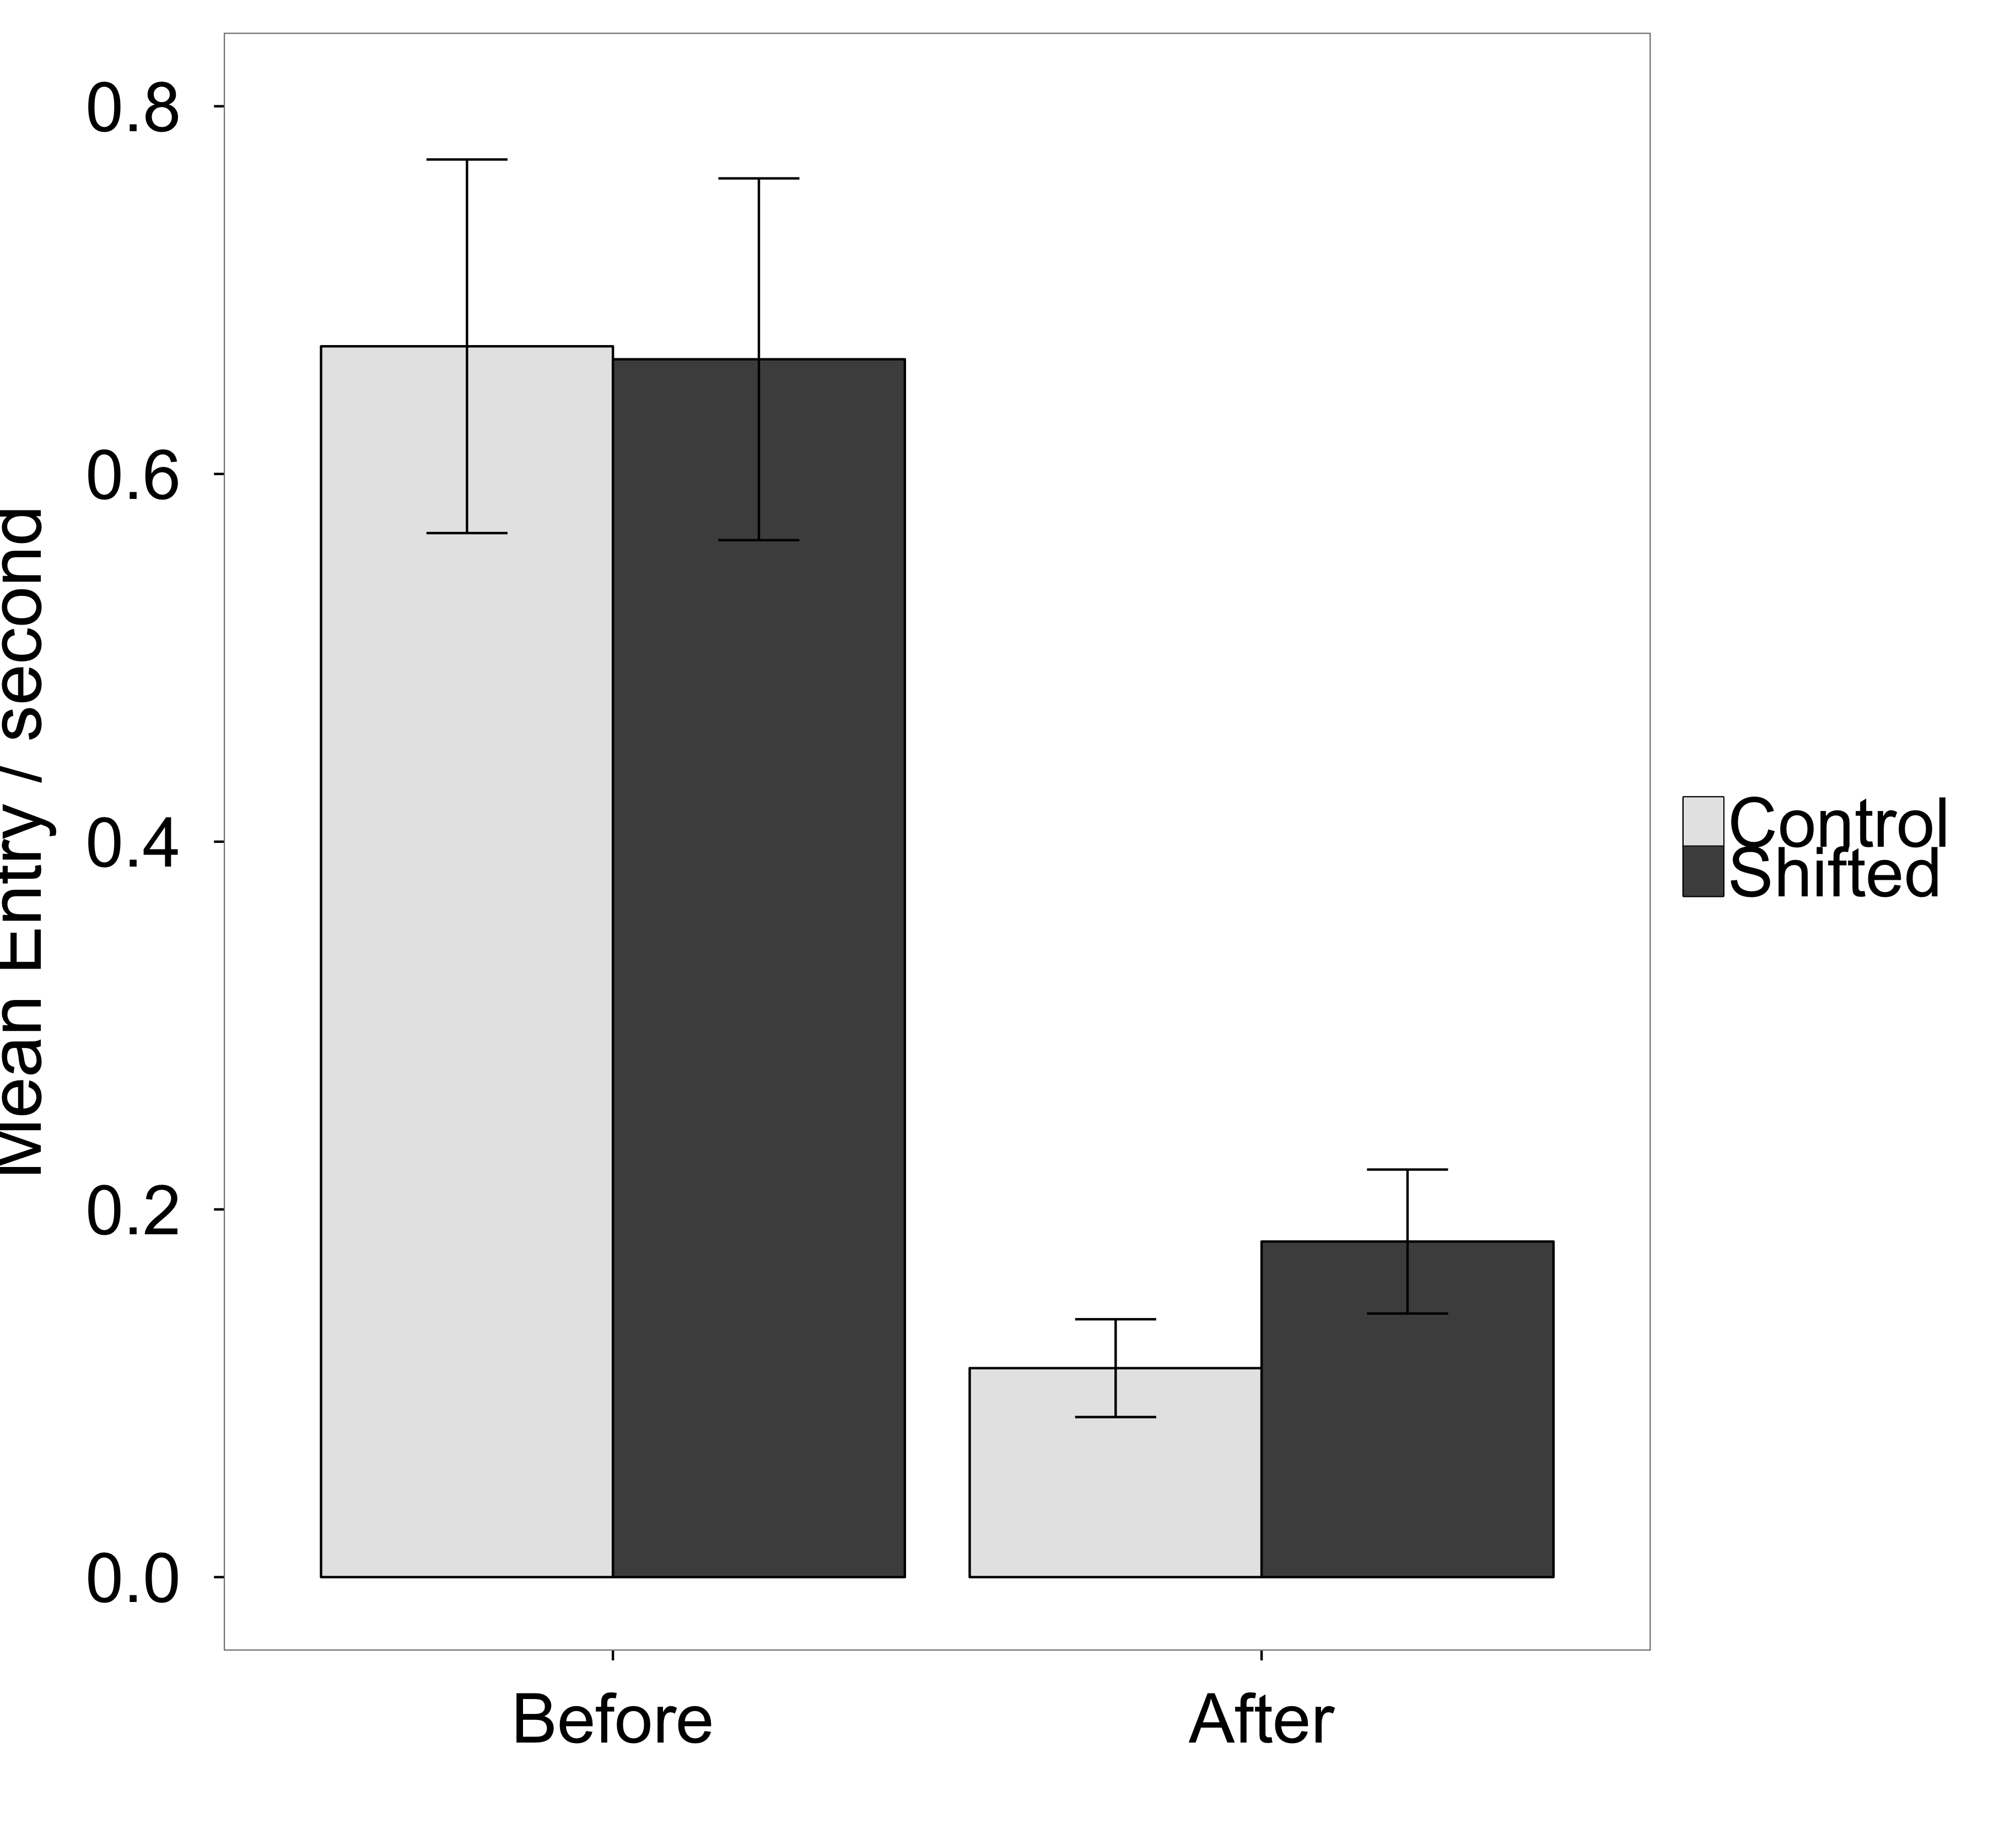 Mean Entry / second
0.8
0.6
0.4
0.2
0.0
Before
After
Control
Shifted